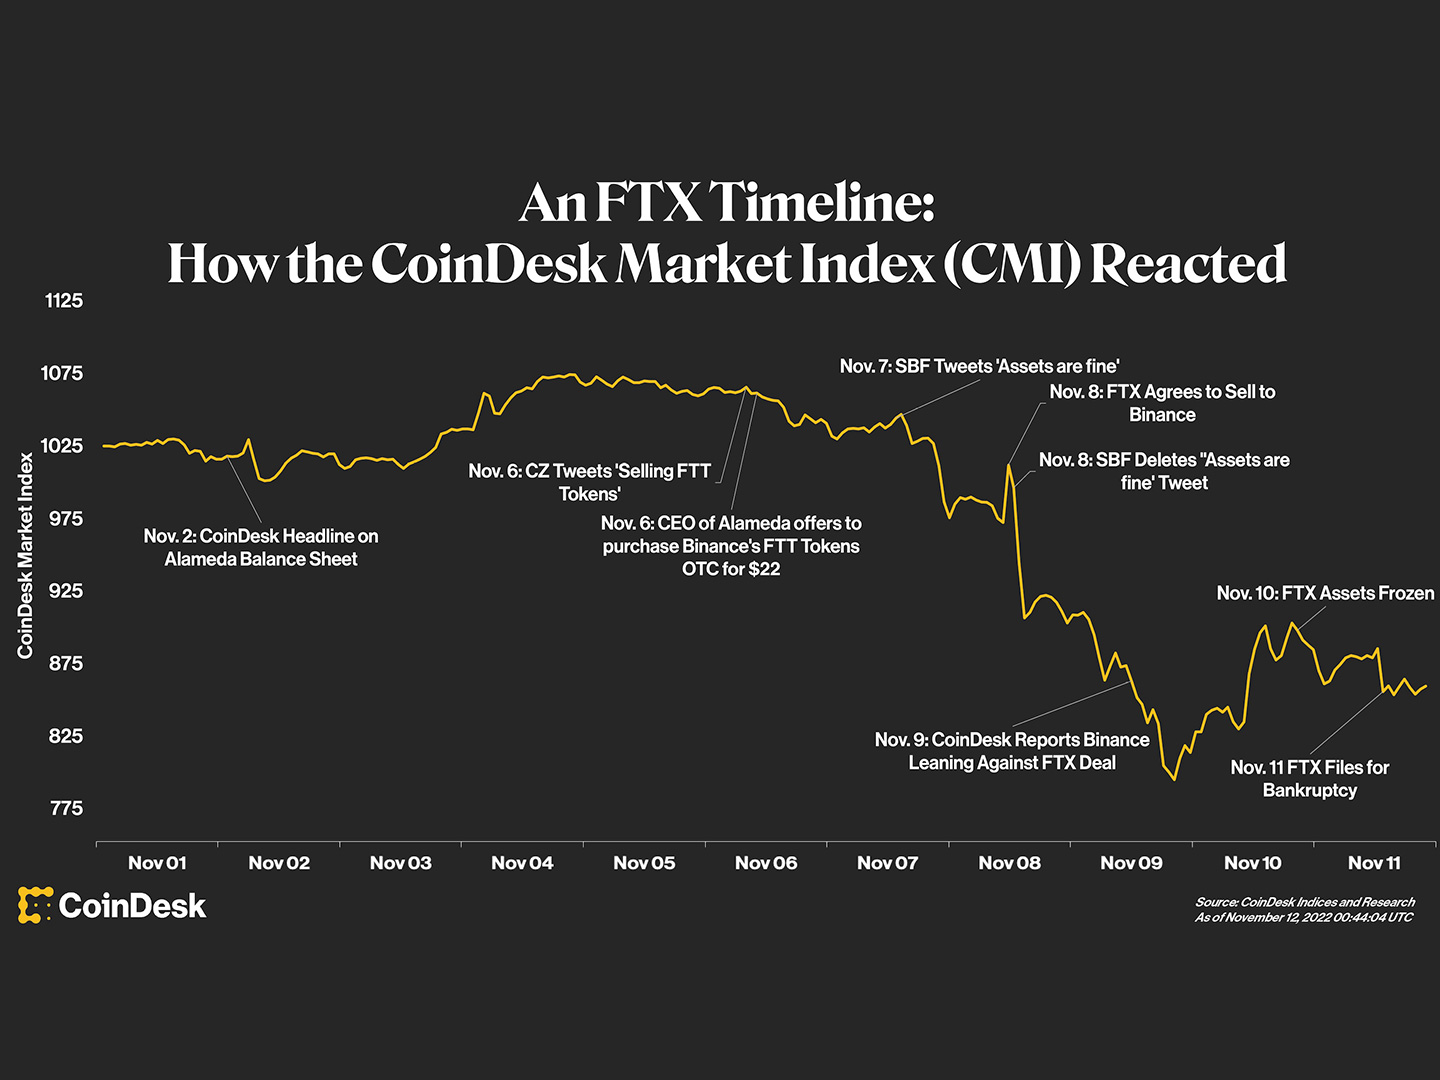 An FTX Timeline:
How the CoinDesk Market Index (CMI) Reacted
1125
1075
1025
975
925
875
825
775
CoinDesk Market Index
Nov. 2: CoinDesk Headline on
Alameda Balance Sheet
Nov. 6: CZ Tweets 'Selling FTT
Tokens'
Nov. 6: CEO of Alameda offers to
purchase Binance's FTT Tokens
OTC for $22
Nov. 7: SBF Tweets 'Assets are fine'
Nov. 8: FTX Agrees to Sell to
Binance
Nov. 8: SBF Deletes "Assets are
fine' Tweet
Nov. 9: CoinDesk Reports Binance
Leaning Against FTX Deal
Nov. 10: FTX Assets Frozen
Nov. 11 FTX Files for
Bankruptcy
Nov 01
Nov 02
Nov 03
Nov 04
Nov 05
Nov 06
Nov 07
Nov 08
Nov 09
Nov 10
Nov 11
CoinDesk
Source: CoinDesk Indices and Research
As of November 12, 2022 00:44:04 UTC